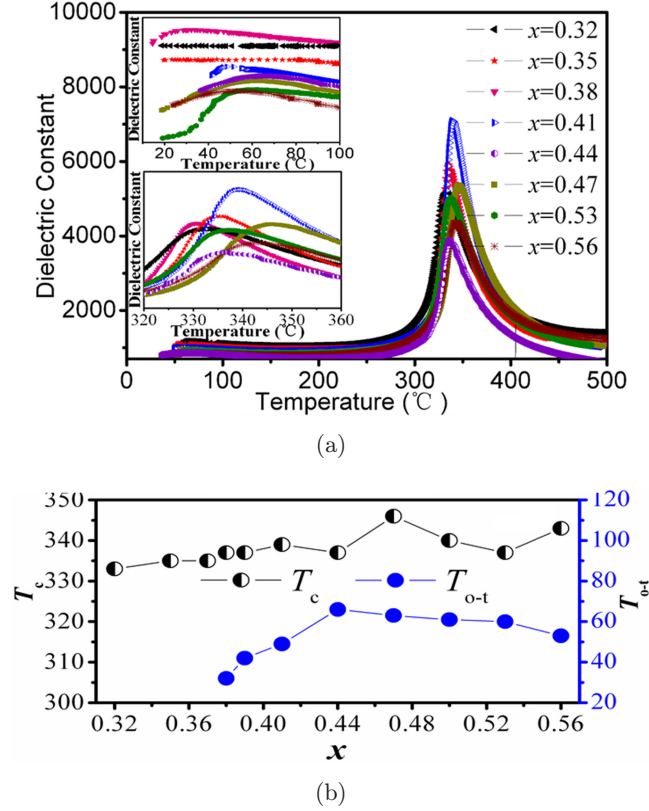 (a)
10000
8000
6000
4000
2000
Dielectric Constant
0 100 200 300 400 500
Temperature (℃)
x=0.32
x=0.35
x=0.38
x=0.41
x=0.44
x=0.47
x=0.53
x=0.56
Dielectric Constant
20 40 60 80 100
Temperature (℃)
Dielectric Constant
320 330 340 350 360
Temperature (℃)
(a)
350
340
330
320
310
300
Tc
Tc To-t
120
100
80
60
40
20
To-t
0.32 0.36 0.40 0.44 0.48 0.52 0.56
x
(b)